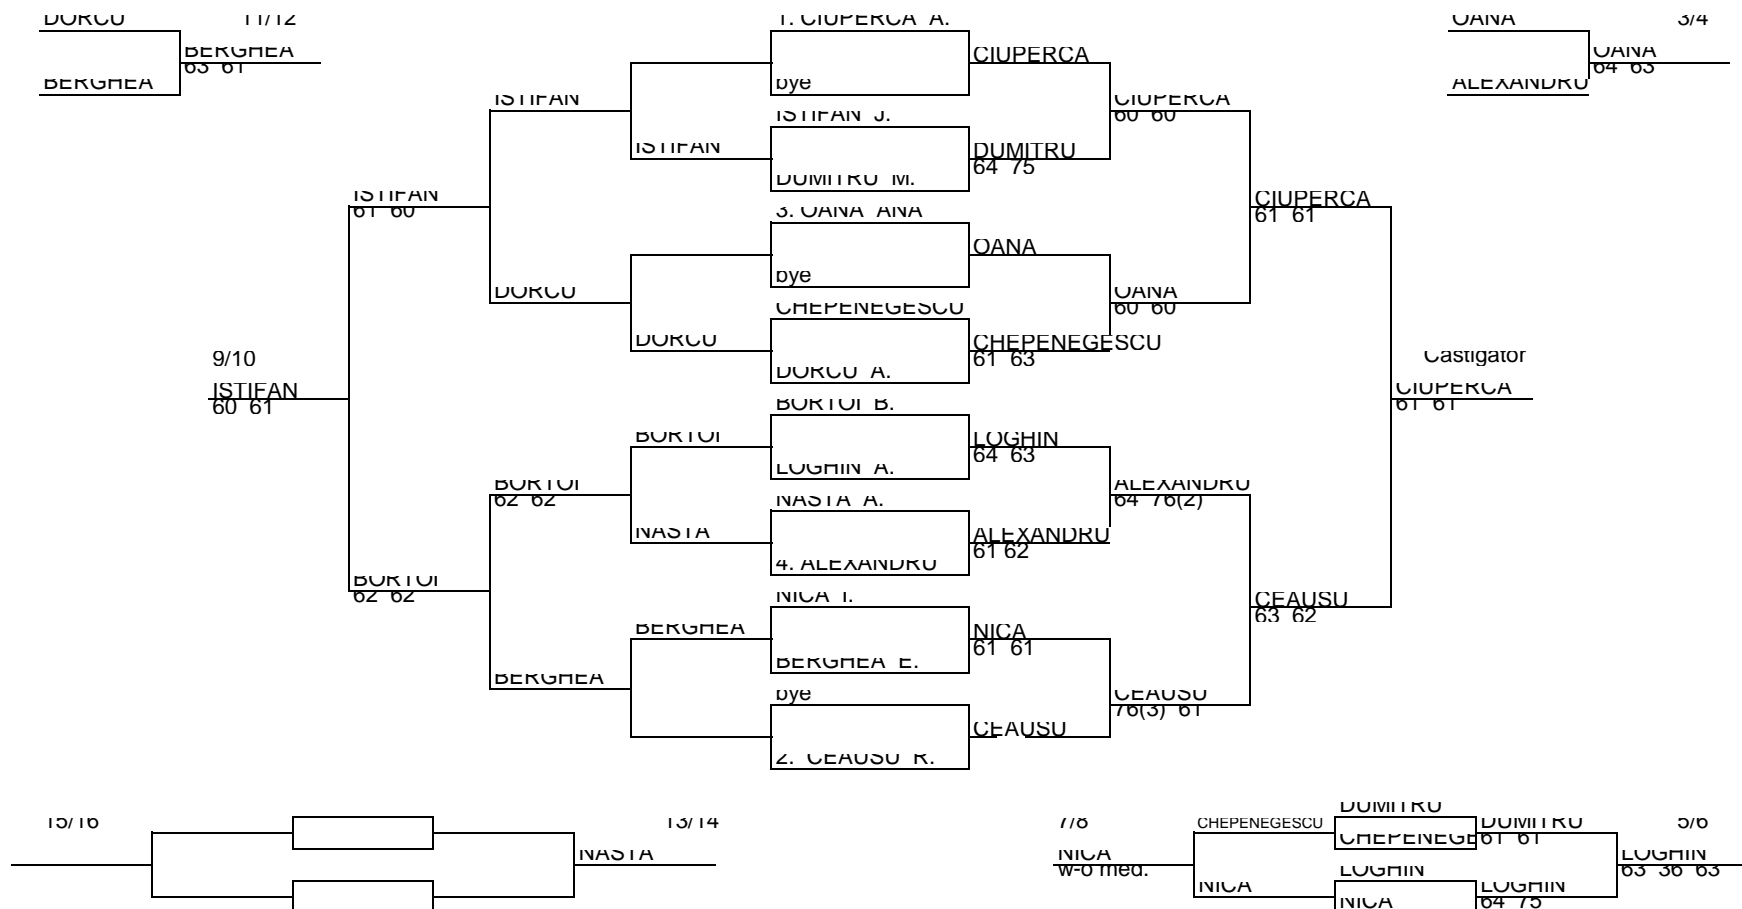 DORCU
11/12
BERGHEA
63 61
BERGHEA
1. CIUPERCA A.
CIUPERCA
bye
OANA
3/4
OANA
64 63
ALEXANDRU
ISTIFAN
ISTIFAN J.
CIUPERCA
60 60
ISTIFAN
DUMITRU
64 75
DUMITRU M.
ISTIFAN
61 60
3. OANA ANA
CIUPERCA
61 61
OANA
bye
DORCU
CHEPENEGESCU
OANA
60 60
DORCU
CHEPENEGESCU
61 63
DORCU A.
9/10
ISTIFAN
60 61
Castigator
CIUPERCA
61 61
BORTOI B.
BORTOI
LOGHIN
64 63
LOGHIN A.
BORTOI
62 62
NASTA A.
ALEXANDRU
64 76(2)
NASTA
ALEXANDRU
61 62
4. ALEXANDRU
BORTOI
62 62
NICA I.
CEAUSU
63 62
BERGHEA
NICA
61 61
BERGHEA E.
BERGHEA
bye
CEAUSU
76(3) 61
CEAUSU
2. CEAUSU R.
15/16
13/14
NASTA
7/8
CHEPENEGESCU
DUMITRU
DUMITRU
61 61
5/6
CHEPENEGE
NICA
w-o med.
LOGHIN
LOGHIN
63 36 63
NICA
LOGHIN
64 75
NICA